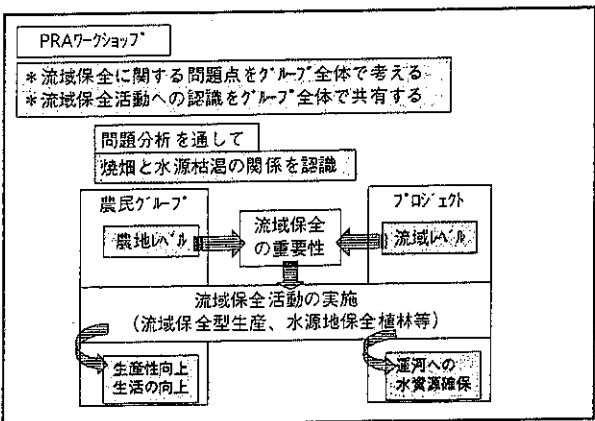 PRAワークショップ
＊流域保全に関する問題点をグループ全体で考える
＊流域保全活動への認識をグループ全体で共有する
問題分析を通して
焼畑と水源枯渇の関係を認識
農民グループ
プロジェクト
農地レベル
流域保全
の重要性
流域レベル
流域保全活動の実施
（流域保全型生産、水源地保全植林等）
生産性向上
生活の向上
運河への
水資源確保